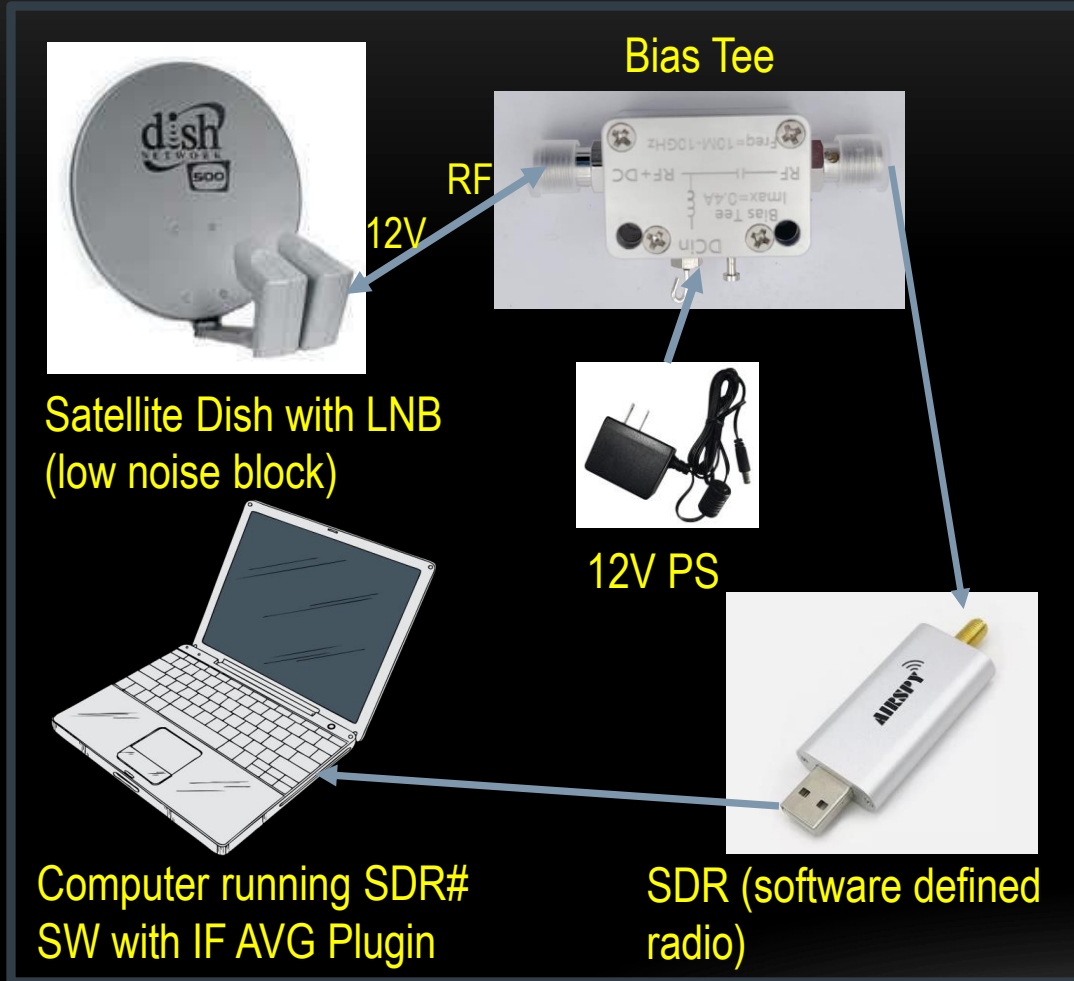 Bias Tee
dish
NETWORK
500
RF
12V
Freq=10M-10GHz
RF+DC
RF
Imax=0.4A
Bias Tee
DCin
Satellite Dish with LNB
(low noise block)
12V PS
AIRSPY
Computer running SDR#
SW with IF AVG Plugin
SDR (software defined
radio)